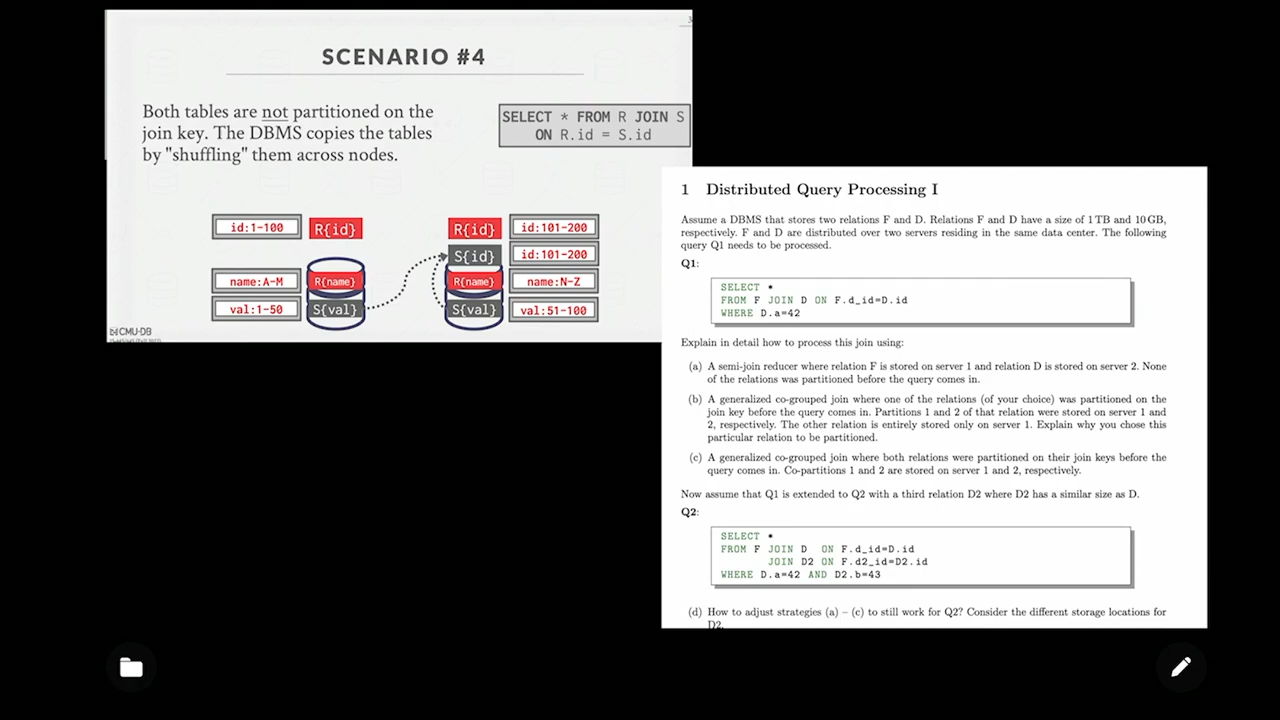 SCENARIO #4
Both tables are not partitioned on the
join key. The DBMS copies the tables
by "shuffling" them across nodes.
SELECT * FROM R JOIN S
ON R.id = S.id
id:1-100 R{id} R{id} id:101-200
S{id} id:101-200
name:A-M R{name} R{name} name:N-Z
val:1-50 S{val} S{val} val:51-100
CMU-DB
1 Distributed Query Processing I
Assume a DBMS that stores two relations F and D. Relations F and D have a size of 1 TB and 10 GB,
respectively. F and D are distributed over two servers residing in the same data center. The following
query Q1 needs to be processed.
Q1:
SELECT *
FROM F JOIN D ON F.d_id=D.id
WHERE D.a=42
Explain in detail how to process this join using:
(a) A semi-join reducer where relation F is stored on server 1 and relation D is stored on server 2. None
of the relations was partitioned before the query comes in.
(b) A generalized co-grouped join where one of the relations (of your choice) was partitioned on the
join key before the query comes in. Partitions 1 and 2 of that relation were stored on server 1 and
2, respectively. The other relation is entirely stored only on server 1. Explain why you chose this
particular relation to be partitioned.
(c) A generalized co-grouped join where both relations were partitioned on their join keys before the
query comes in. Co-partitions 1 and 2 are stored on server 1 and 2, respectively.
Now assume that Q1 is extended to Q2 with a third relation D2 where D2 has a similar size as D.
Q2:
SELECT *
FROM F JOIN D ON F.d_id=D.id
JOIN D2 ON F.d2_id=D2.id
WHERE D.a=42 AND D2.b=43
(d) How to adjust strategies (a) – (c) to still work for Q2? Consider the different storage locations for
D2.